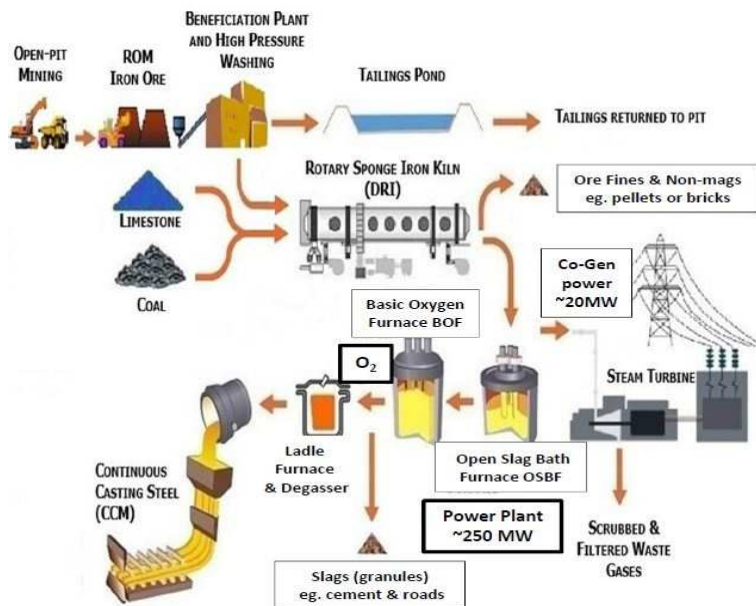 BENEFICIATION PLANT
AND HIGH PRESSURE
WASHING
OPEN-PIT
MINING
ROM
IRON ORE
TAILINGS POND
TAILINGS RETURNED TO PIT
ROTARY SPONGE IRON KILN
(DRI)
Ore Fines & Non-mags
eg. pellets or bricks
LIMESTONE
COAL
Co-Gen
power
~20MW
Basic Oxygen
Furnace BOF
O₂
STEAM TURBINE
Ladle
Furnace
& Degasser
Open Slag Bath
Furnace OSBF
CONTINUOUS
CASTING STEEL
(CCM)
Power Plant
~250 MW
SCRUBBED &
FILTERED WASTE
GASES
Slags (granules)
eg. cement & roads